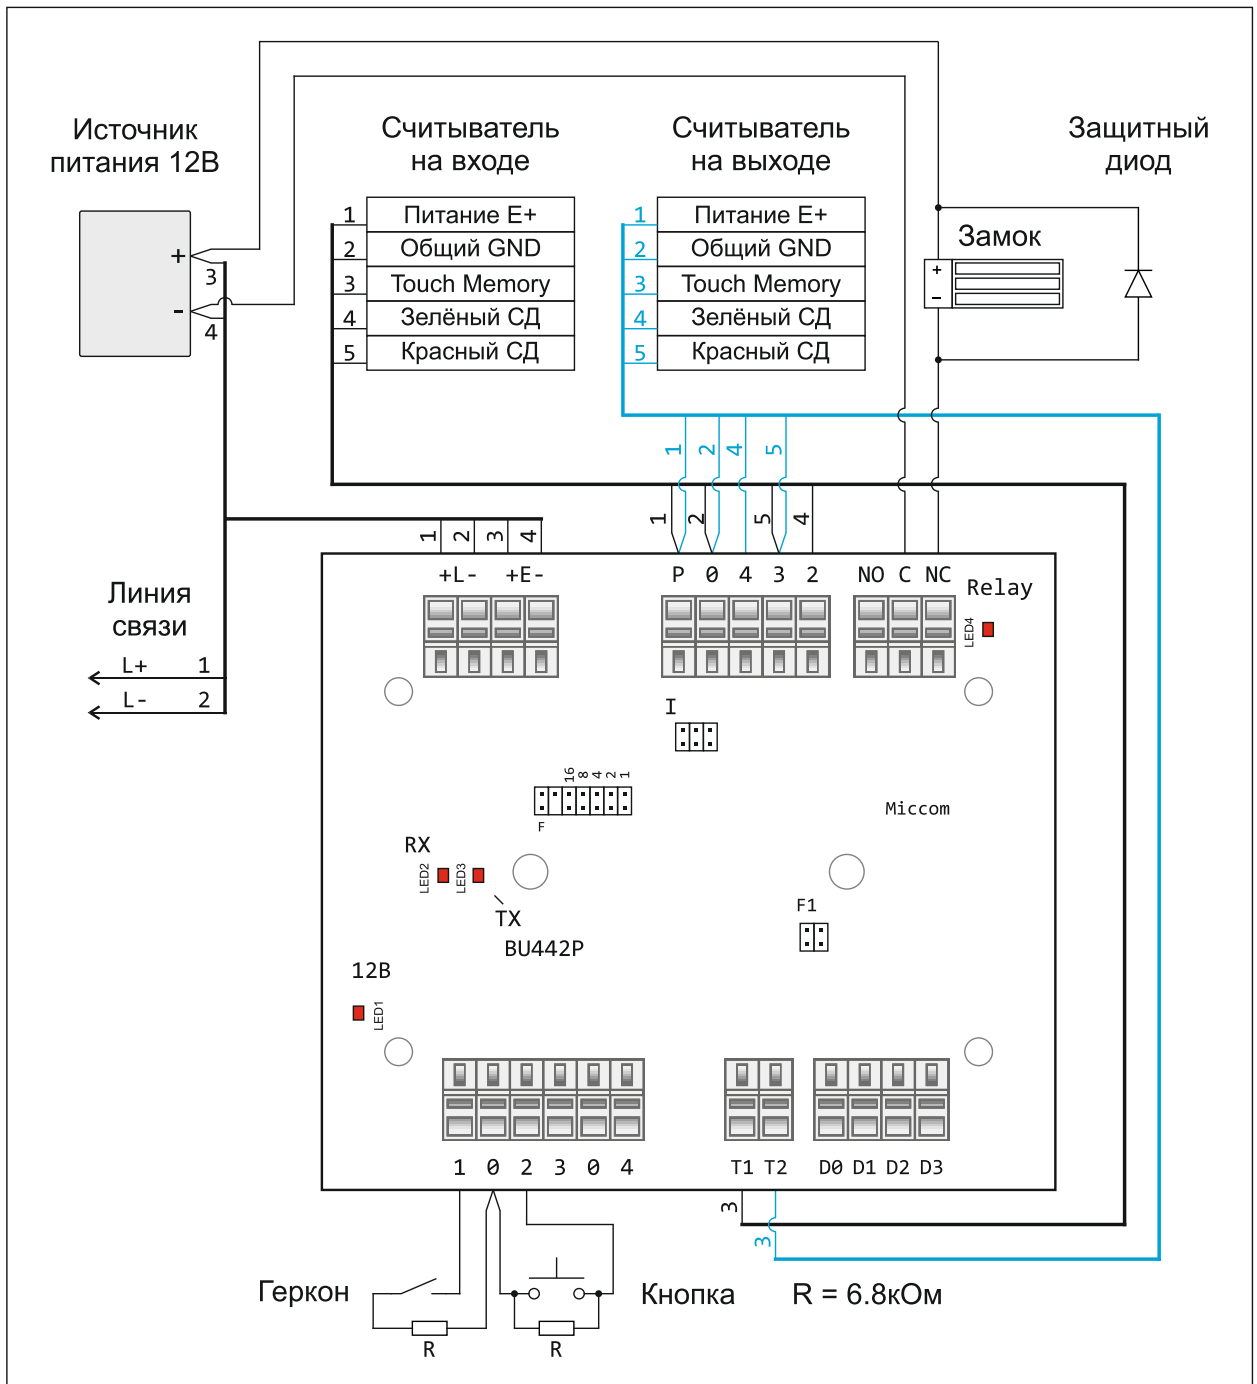 Источник
питания 12В
Считыватель
на входе
Считыватель
на выходе
Защитный
диод
+
3
-
4
1 Питание E+
2 Общий GND
3 Touch Memory
4 Зелёный СД
5 Красный СД
1 Питание E+
2 Общий GND
3 Touch Memory
4 Зелёный СД
5 Красный СД
Замок
+
-
1 2 4 5
1 2 3 4
1 2 5 4
+L- +E-
P 0 4 3 2
NO C NC
Relay
LED4
Линия
связи
L+ 1
L- 2
I
16 8 4 2 1
F
Miccom
RX
LED2 LED3
TX
BU442P
F1
12В
LED1
1 0 2 3 0 4
T1 T2
D0 D1 D2 D3
3
3
Геркон
Кнопка
R = 6.8кОм
R
R